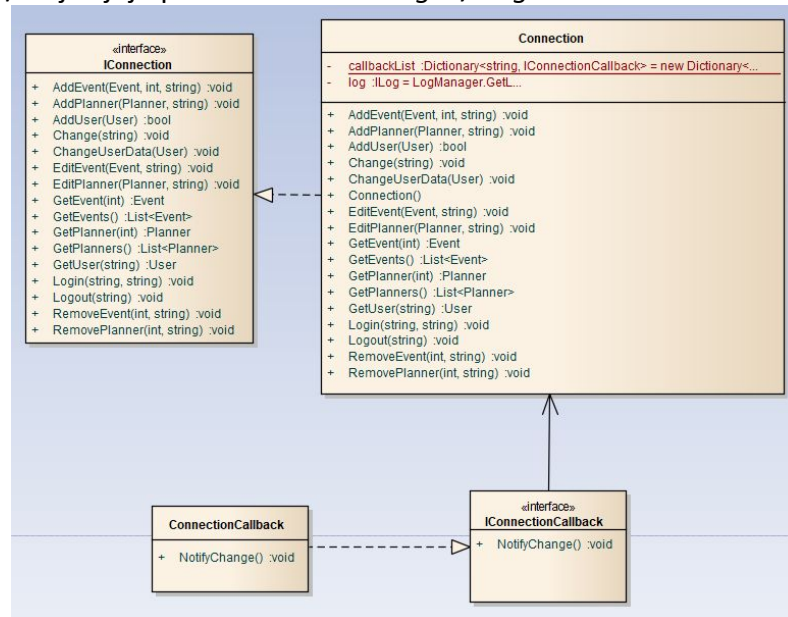 «interface»
IConnection
+ AddEvent(Event, int, string) :void
+ AddPlanner(Planner, string) :void
+ AddUser(User) :bool
+ Change(string) :void
+ ChangeUserData(User) :void
+ EditEvent(Event, string) :void
+ EditPlanner(Planner, string) :void
+ GetEvent(int) :Event
+ GetEvents() :List<Event>
+ GetPlanner(int) :Planner
+ GetPlanners() :List<Planner>
+ GetUser(string) :User
+ Login(string, string) :void
+ Logout(string) :void
+ RemoveEvent(int, string) :void
+ RemovePlanner(int, string) :void
Connection
- callbackList :Dictionary<string, IConnectionCallback> = new Dictionary<...
- log :ILog = LogManager.GetL...
+ AddEvent(Event, int, string) :void
+ AddPlanner(Planner, string) :void
+ AddUser(User) :bool
+ Change(string) :void
+ ChangeUserData(User) :void
+ Connection()
+ EditEvent(Event, string) :void
+ EditPlanner(Planner, string) :void
+ GetEvent(int) :Event
+ GetEvents() :List<Event>
+ GetPlanner(int) :Planner
+ GetPlanners() :List<Planner>
+ GetUser(string) :User
+ Login(string, string) :void
+ Logout(string) :void
+ RemoveEvent(int, string) :void
+ RemovePlanner(int, string) :void
ConnectionCallback
+ NotifyChange() :void
«interface»
IConnectionCallback
+ NotifyChange() :void